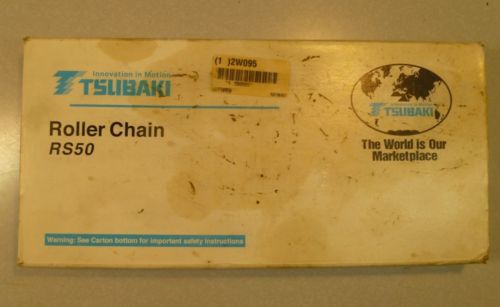 (1 )2W095
Innovation in Motion
TSUBAKI
Roller Chain
RS50
TSUBAKI
The World is Our
Marketplace
Warning: See Carton bottom for important safety instructions